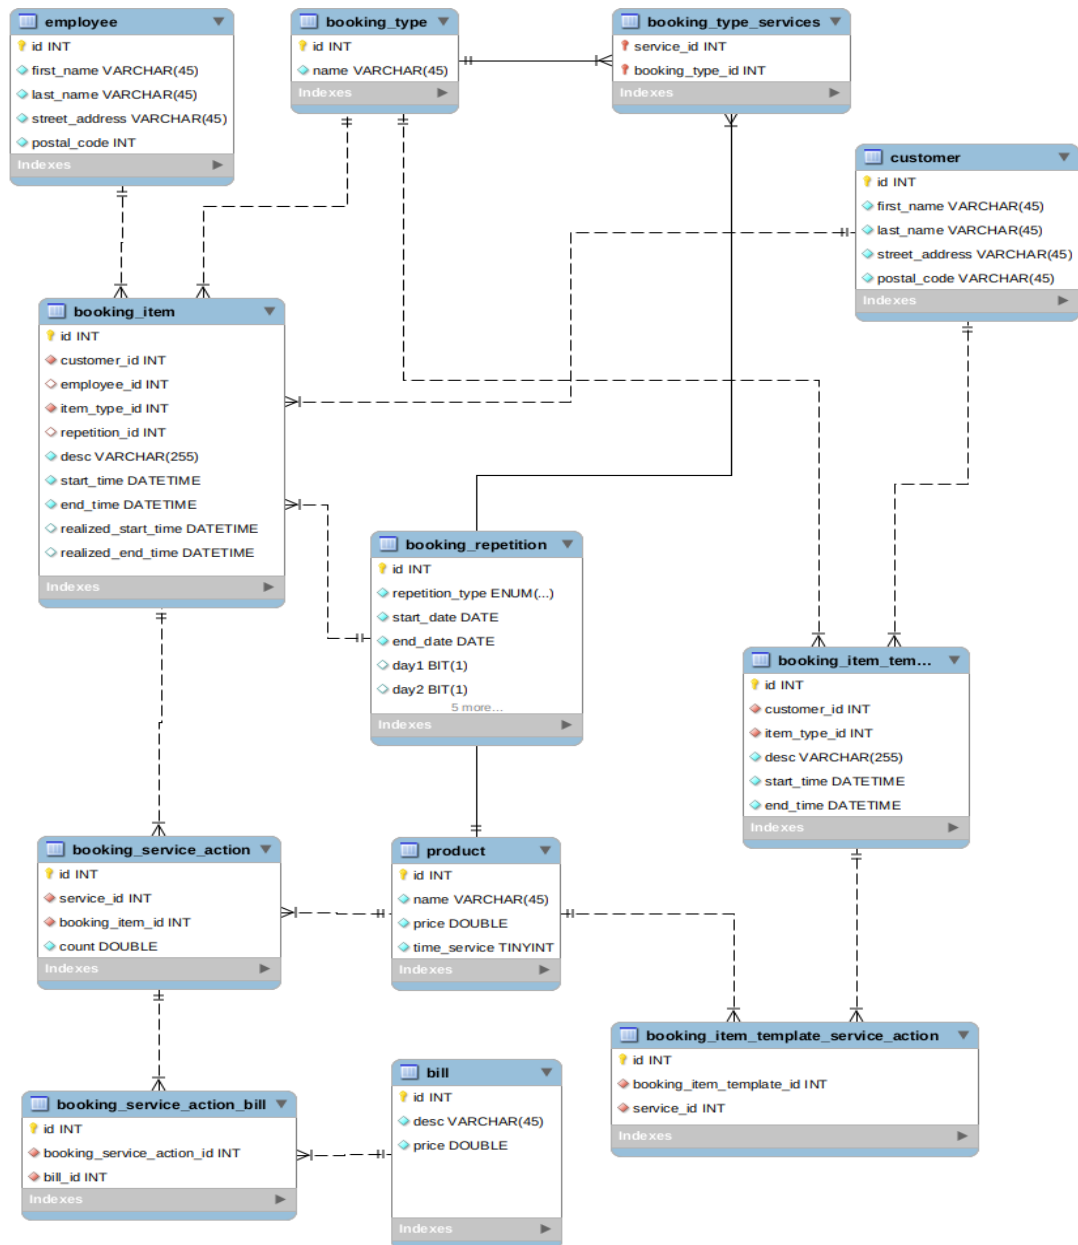 employee
id INT
first_name VARCHAR(45)
last_name VARCHAR(45)
street_address VARCHAR(45)
postal_code INT
Indexes
booking_type
id INT
name VARCHAR(45)
Indexes
booking_type_services
service_id INT
booking_type_id INT
Indexes
customer
id INT
first_name VARCHAR(45)
last_name VARCHAR(45)
street_address VARCHAR(45)
postal_code VARCHAR(45)
Indexes
booking_item
id INT
customer_id INT
employee_id INT
item_type_id INT
repetition_id INT
desc VARCHAR(255)
start_time DATETIME
end_time DATETIME
realized_start_time DATETIME
realized_end_time DATETIME
Indexes
booking_repetition
id INT
repetition_type ENUM(...)
start_date DATE
end_date DATE
day1 BIT(1)
day2 BIT(1)
5 more...
Indexes
booking_item_tem...
id INT
customer_id INT
item_type_id INT
desc VARCHAR(255)
start_time DATETIME
end_time DATETIME
Indexes
booking_service_action
id INT
service_id INT
booking_item_id INT
count DOUBLE
Indexes
product
id INT
name VARCHAR(45)
price DOUBLE
time_service TINYINT
Indexes
booking_item_template_service_action
id INT
booking_item_template_id INT
service_id INT
Indexes
booking_service_action_bill
id INT
booking_service_action_id INT
bill_id INT
Indexes
bill
id INT
desc VARCHAR(45)
price DOUBLE
Indexes